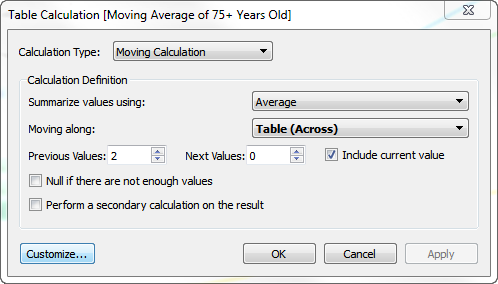 Table Calculation [Moving Average of 75+ Years Old]
Calculation Type: Moving Calculation
Calculation Definition
Summarize values using: Average
Moving along: Table (Across)
Previous Values: 2 Next Values: 0 Include current value
Null if there are not enough values
Perform a secondary calculation on the result
Customize... OK Cancel Apply